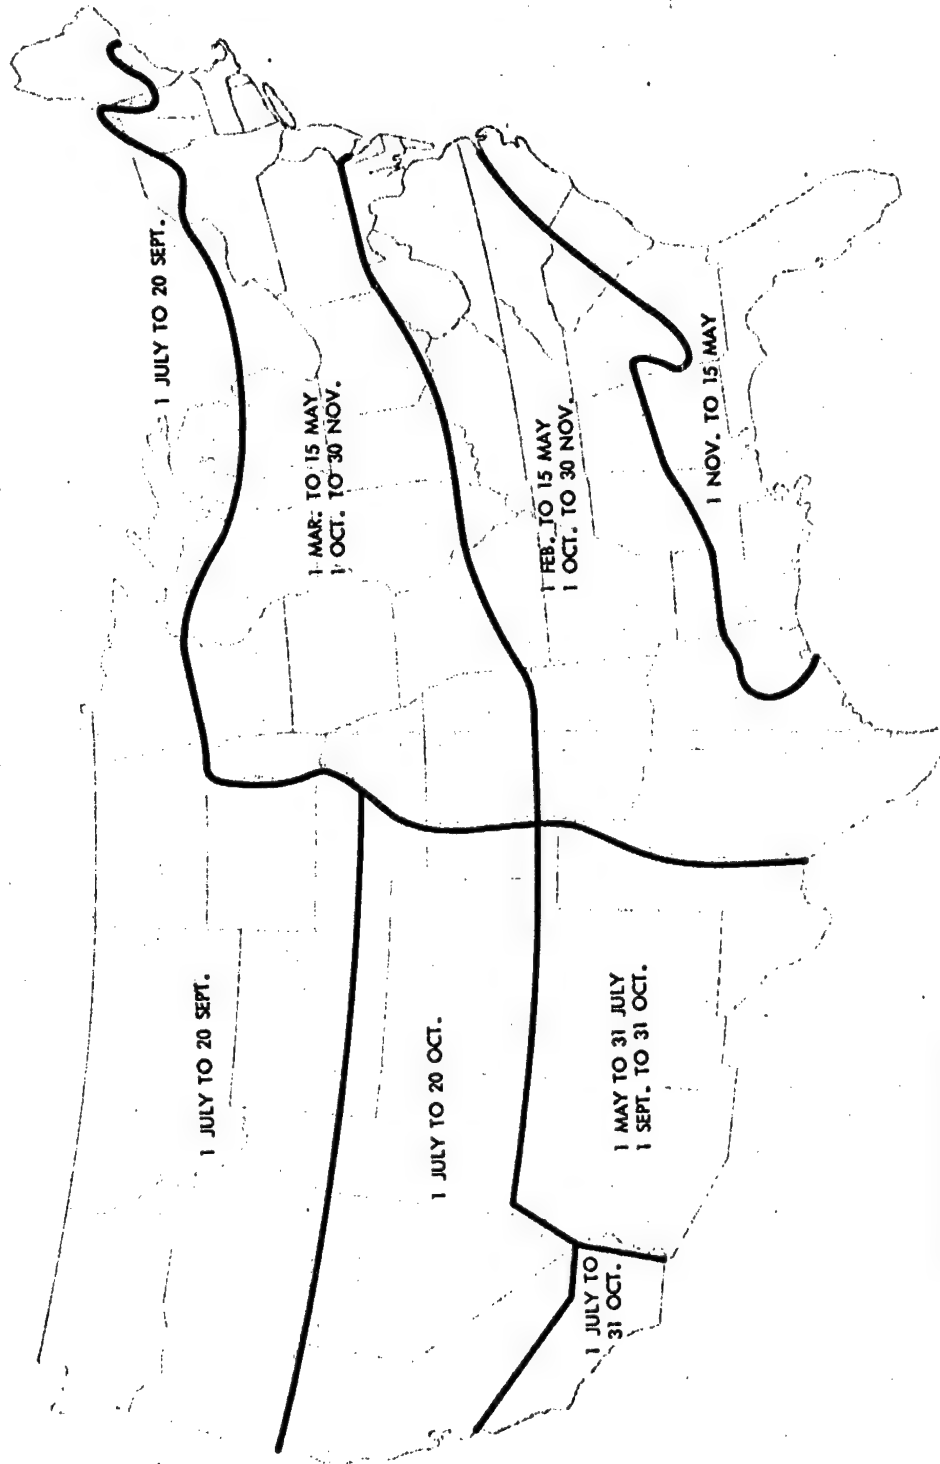 1 JULY TO 20 SEPT.
1 JULY TO 20 SEPT.
1 MAR. TO 15 MAY
1 OCT. TO 30 NOV.
1 JULY TO 20 OCT.
1 FEB. TO 15 MAY
1 OCT. TO 30 NOV.
1 MAY TO 31 JULY
1 SEPT. TO 31 OCT.
1 JULY TO
31 OCT.
1 NOV. TO 15 MAY